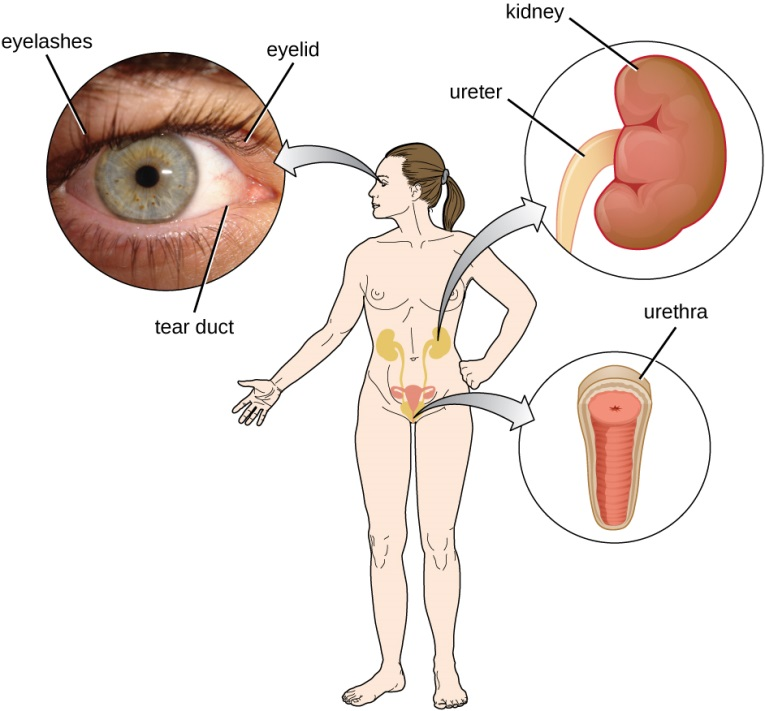 eyelashes
eyelid
tear duct
kidney
ureter
urethra